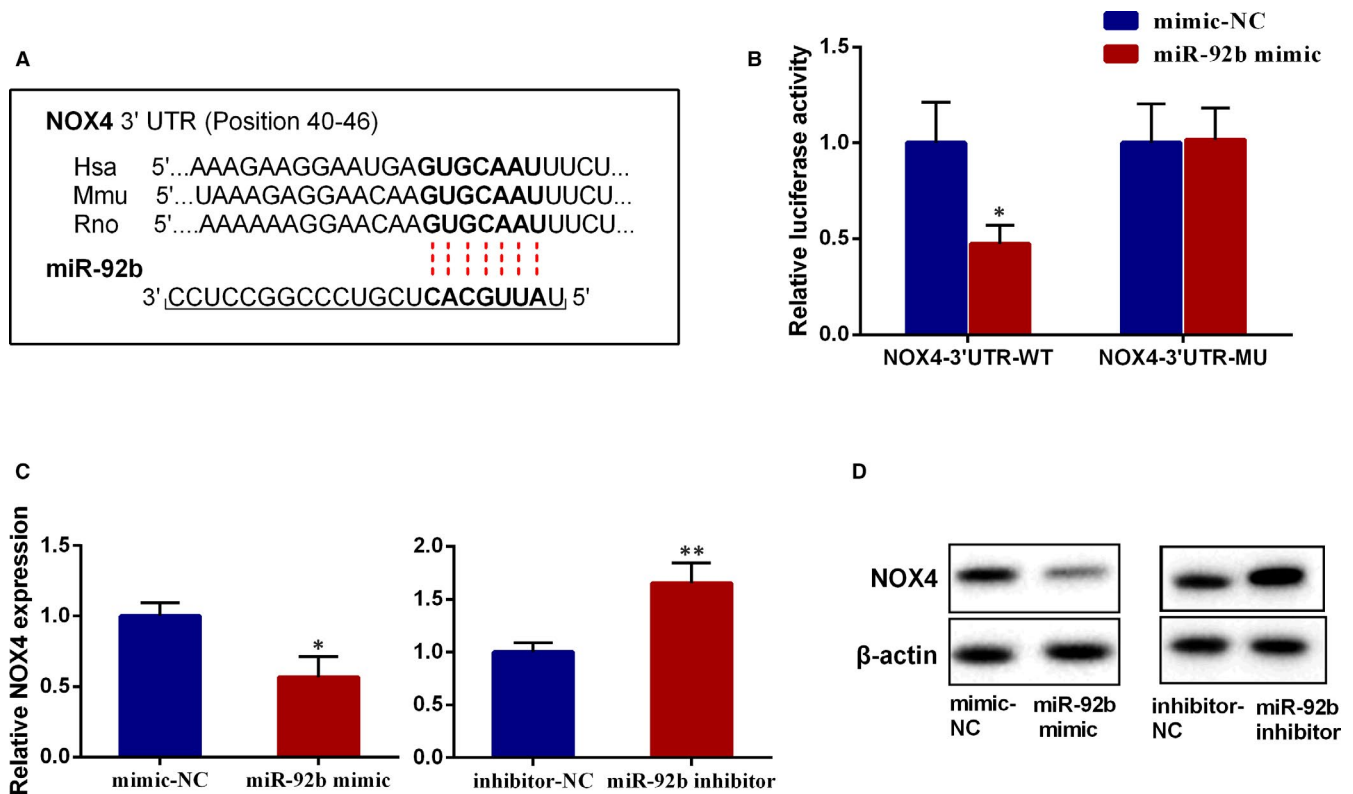 A
NOX4 3' UTR (Position 40-46)
Hsa 5'...AAAGAAGGAAUGAGUGCAAUUUCU...
Mmu 5'...UAAAGAGGAACAAGUGCAAUUUCU...
Rno 5'....AAAAAAGGAACAAGUGCAAUUUCU...
miR-92b
3' CCUCCGGCCCUGCUCACGUUAU 5'
B
mimic-NC
miR-92b mimic
Relative luciferase activity
1.5
1.0
0.5
0.0
*
NOX4-3'UTR-WT
NOX4-3'UTR-MU
C
Relative NOX4 expression
1.5
1.0
0.5
0.0
*
mimic-NC
miR-92b mimic
2.0
1.5
1.0
0.5
0.0
**
inhibitor-NC
miR-92b inhibitor
D
NOX4
β-actin
mimic-
NC
miR-92b
mimic
inhibitor-
NC
miR-92b
inhibitor